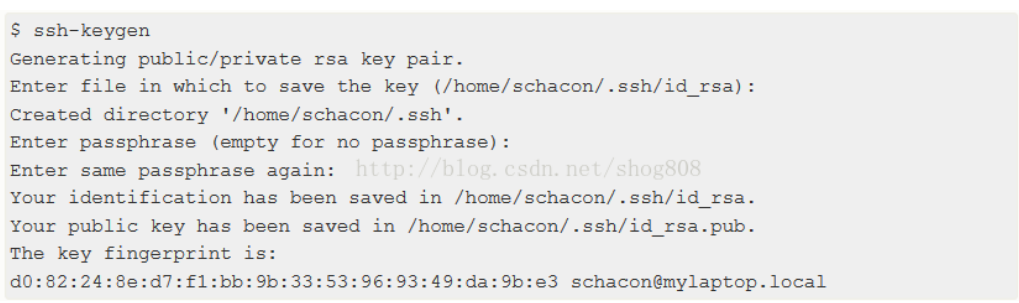 $ ssh-keygen
Generating public/private rsa key pair.
Enter file in which to save the key (/home/schacon/.ssh/id_rsa):
Created directory '/home/schacon/.ssh'.
Enter passphrase (empty for no passphrase):
Enter same passphrase again: http://blog.csdn.net/shog808
Your identification has been saved in /home/schacon/.ssh/id_rsa.
Your public key has been saved in /home/schacon/.ssh/id_rsa.pub.
The key fingerprint is:
d0:82:24:8e:d7:f1:bb:9b:33:53:96:93:49:da:9b:e3 schacon@mylaptop.local